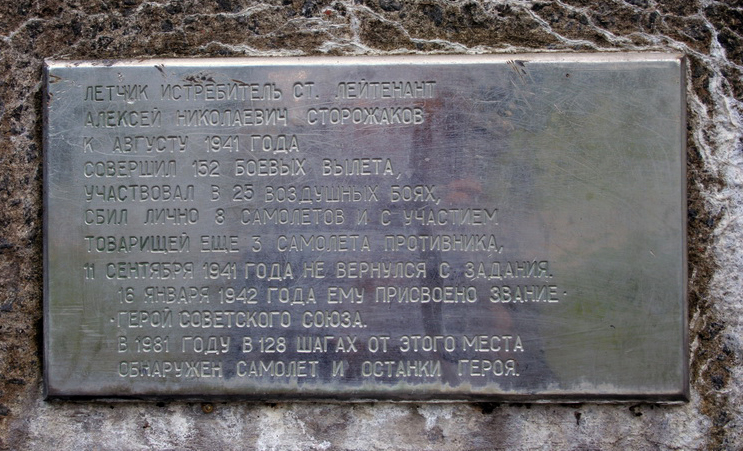 ЛЕТЧИК ИСТРЕБИТЕЛЬ СТ. ЛЕЙТЕНАНТ
АЛЕКСЕЙ НИКОЛАЕВИЧ СТОРОЖАКОВ
К АВГУСТУ 1941 ГОДА
СОВЕРШИЛ 152 БОЕВЫХ ВЫЛЕТА,
УЧАСТВОВАЛ В 25 ВОЗДУШНЫХ БОЯХ,
СБИЛ ЛИЧНО 8 САМОЛЕТОВ И С УЧАСТИЕМ
ТОВАРИЩЕЙ ЕЩЕ 3 САМОЛЕТА ПРОТИВНИКА,
11 СЕНТЯБРЯ 1941 ГОДА НЕ ВЕРНУЛСЯ С ЗАДАНИЯ.
16 ЯНВАРЯ 1942 ГОДА ЕМУ ПРИСВОЕНО ЗВАНИЕ -
- ГЕРОЙ СОВЕТСКОГО СОЮЗА.
В 1981 ГОДУ В 128 ШАГАХ ОТ ЭТОГО МЕСТА
ОБНАРУЖЕН САМОЛЕТ И ОСТАНКИ ГЕРОЯ.